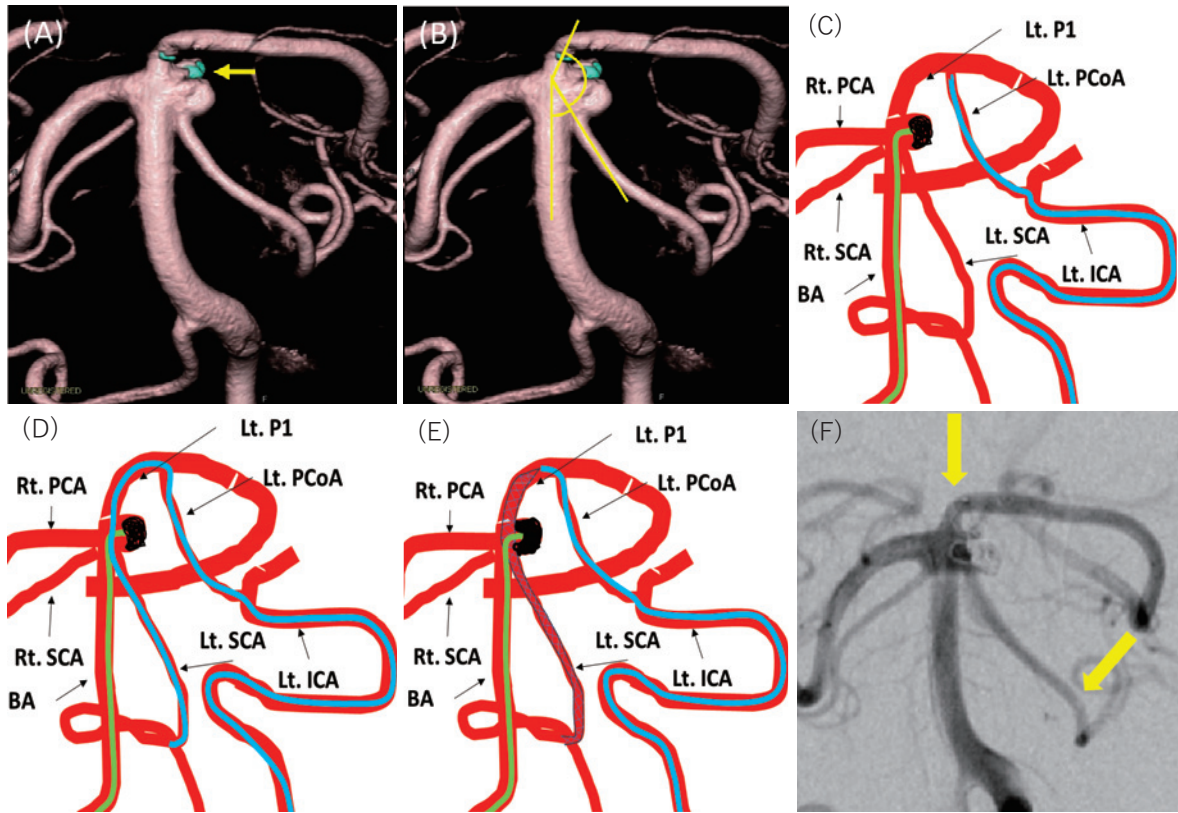 (A)
UNREGISTERED
F
(B)
UNREGISTERED
F
(C)
Lt. P1
Lt. PCoA
Rt. PCA
Rt. SCA
Lt. SCA
BA
Lt. ICA
(D)
Lt. P1
Lt. PCoA
Rt. PCA
Rt. SCA
Lt. SCA
BA
Lt. ICA
(E)
Lt. P1
Lt. PCoA
Rt. PCA
Rt. SCA
Lt. SCA
BA
Lt. ICA
(F)